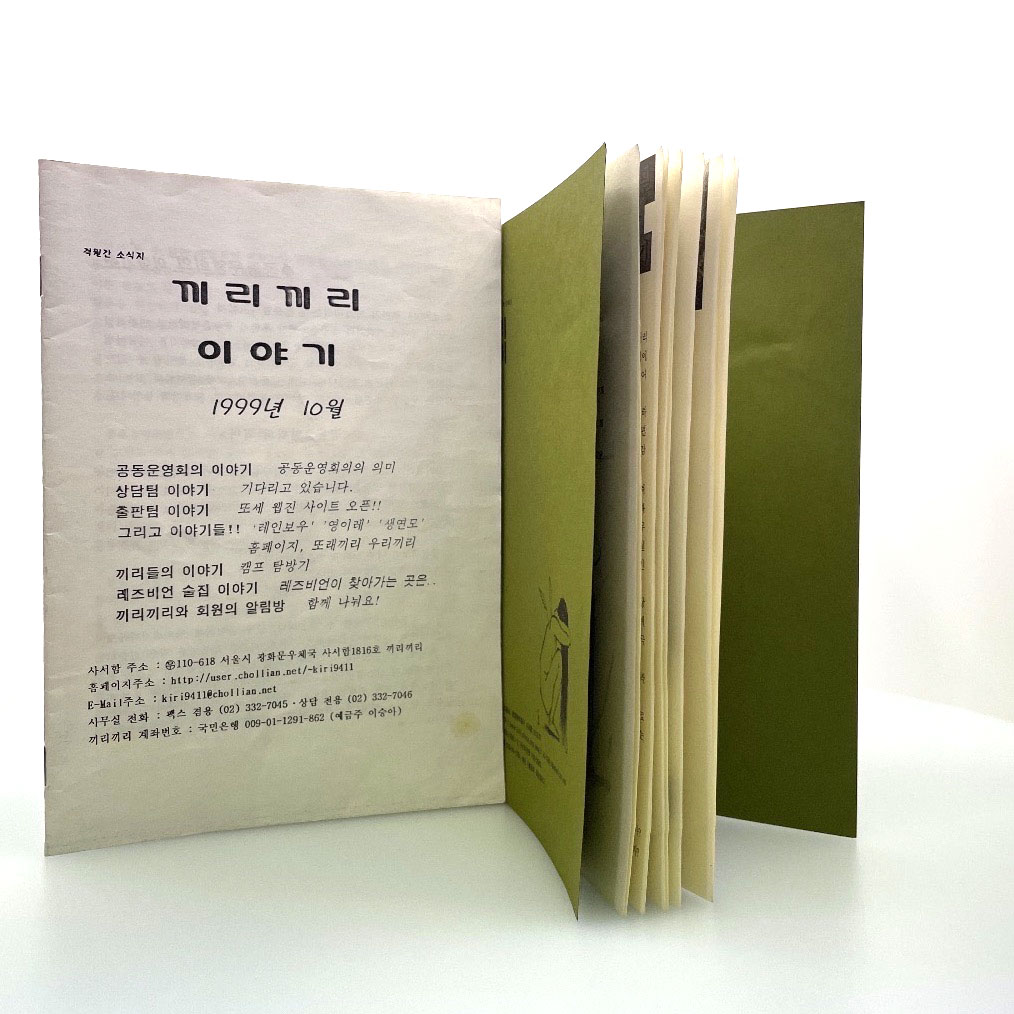 격월간 소식지
끼리끼리
이야기
1999년 10월
공동운영회의 이야기 공동운영회의의 의미
상담팀 이야기 기다리고 있습니다.
출판팀 이야기 또세 웹진 사이트 오픈!!
그리고 이야기들!! '레인보우' '영이레' '생연모'
홈페이지, 또래끼리 우리끼리
끼리들의 이야기 캠프 탐방기
레즈비언 술집 이야기 레즈비언이 찾아가는 곳은..
끼리끼리와 회원의 알림방 함께 나눠요!
사서함 주소 : ㉾110-618 서울시 광화문우체국 사서함1816호 끼리끼리
홈페이지주소 : http://user.chollian.net/~kiri9411
E-Mail주소 : kiri9411@chollian.net
사무실 전화 : 팩스 겸용 (02) 332-7045·상담 전용 (02) 332-7046
끼리끼리 계좌번호 : 국민은행 009-01-1291-862 (예금주 이승아)